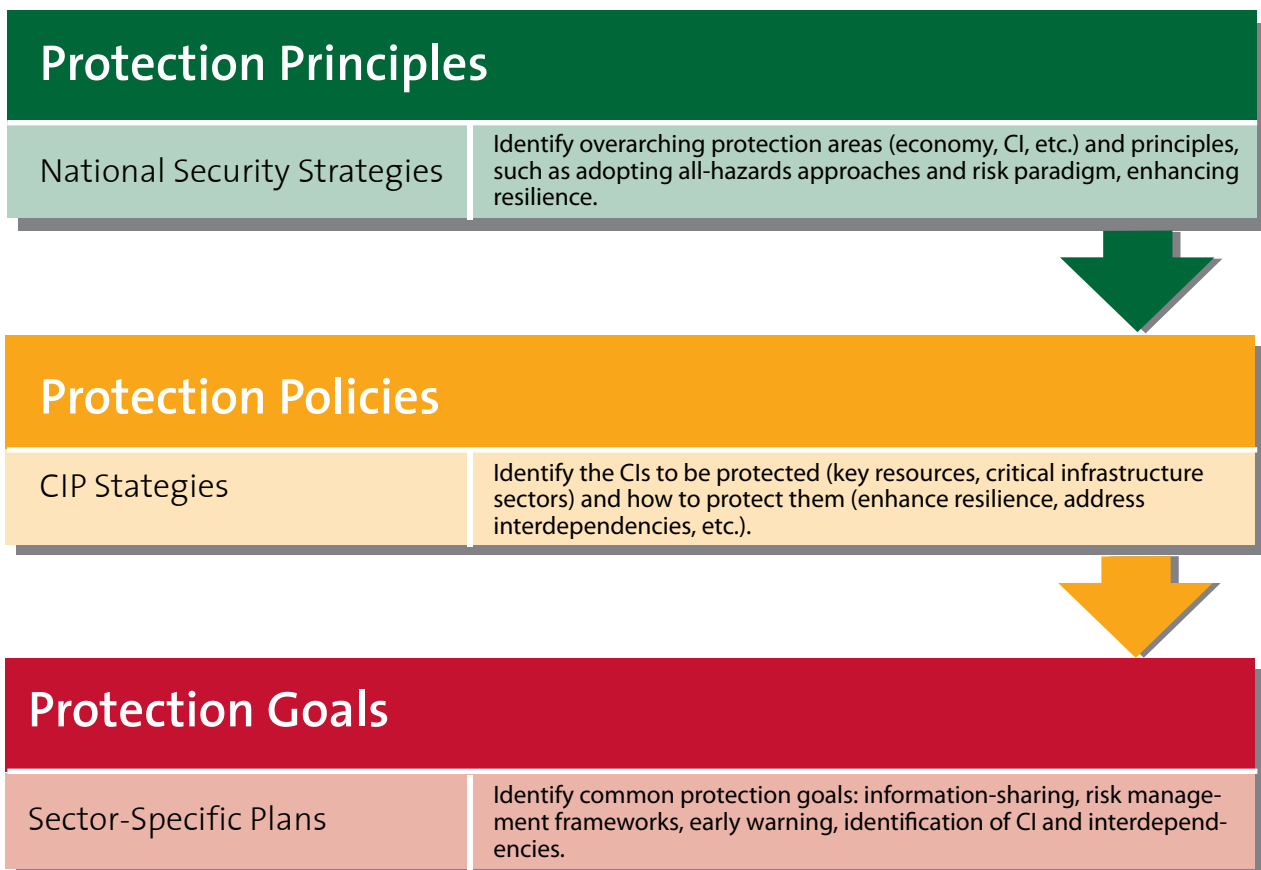 Protection Principles
National Security Strategies
Identify overarching protection areas (economy, CI, etc.) and principles,
such as adopting all-hazards approaches and risk paradigm, enhancing
resilience.
Protection Policies
CIP Stategies
Identify the CIs to be protected (key resources, critical infrastructure
sectors) and how to protect them (enhance resilience, address
interdependencies, etc.).
Protection Goals
Sector-Specific Plans
Identify common protection goals: information-sharing, risk manage-
ment frameworks, early warning, identification of CI and interdepend-
encies.